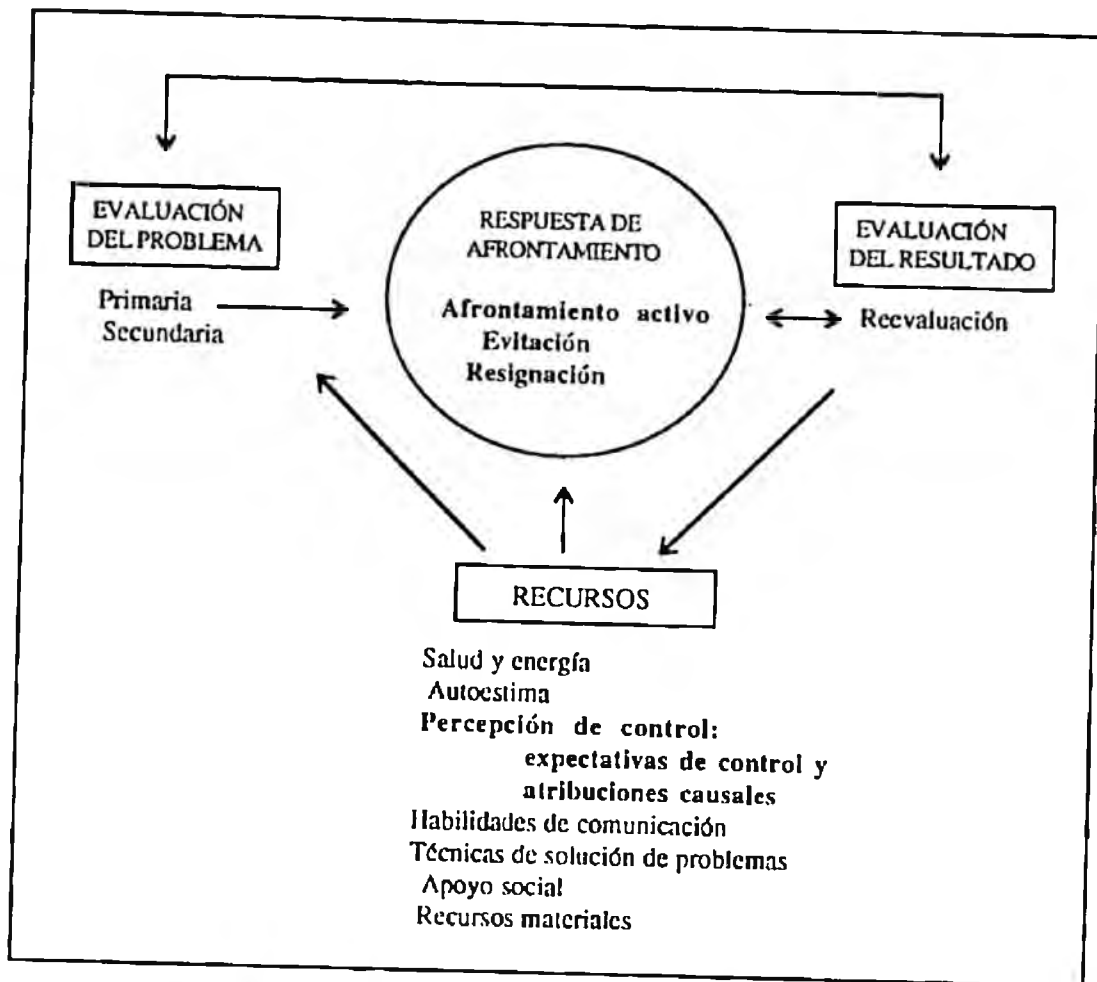 EVALUACIÓN
DEL PROBLEMA
Primaria
Secundaria
RESPUESTA DE
AFRONTAMIENTO
Afrontamiento activo
Evitación
Resignación
EVALUACIÓN
DEL RESULTADO
Reevaluación
RECURSOS
Salud y energía
Autoestima
Percepción de control:
expectativas de control y
atribuciones causales
Habilidades de comunicación
Técnicas de solución de problemas
Apoyo social
Recursos materiales